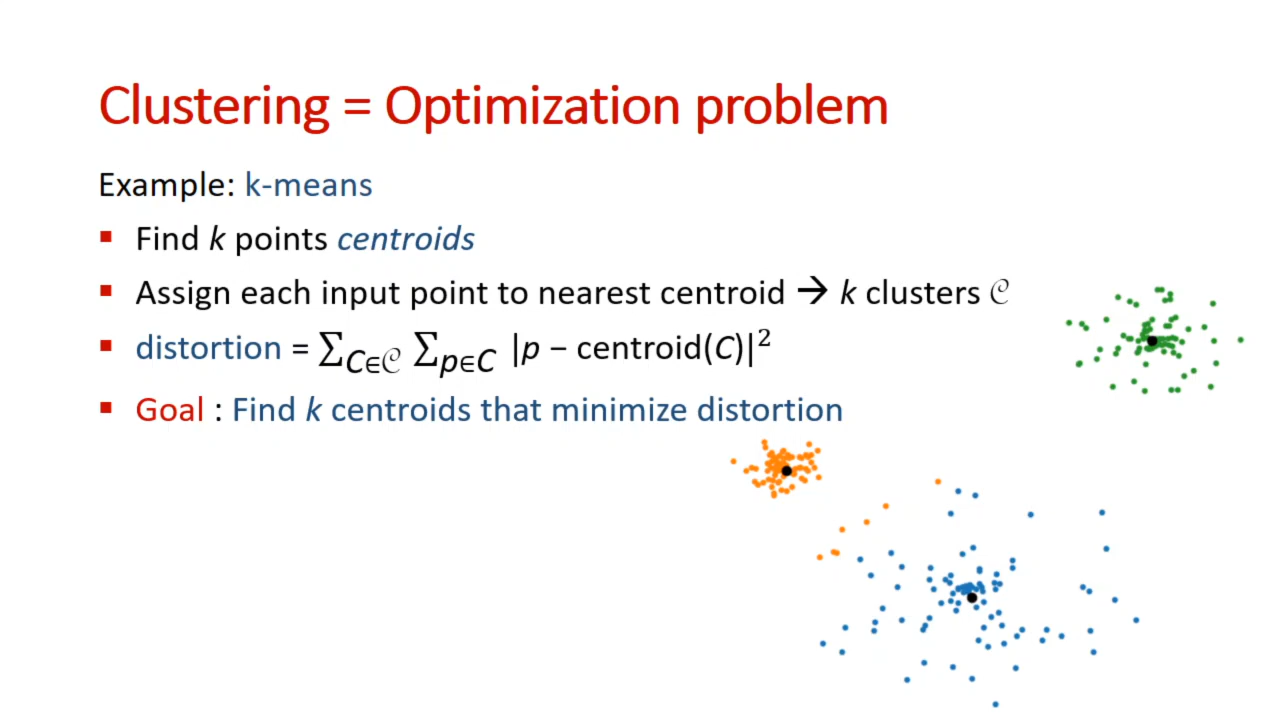 Clustering = Optimization problem
Example: k-means
▪ Find k points centroids
▪ Assign each input point to nearest centroid → k clusters 𝒞
▪ distortion = ∑_{C∈𝒞} ∑_{p∈C} |p − centroid(C)|²
▪ Goal : Find k centroids that minimize distortion